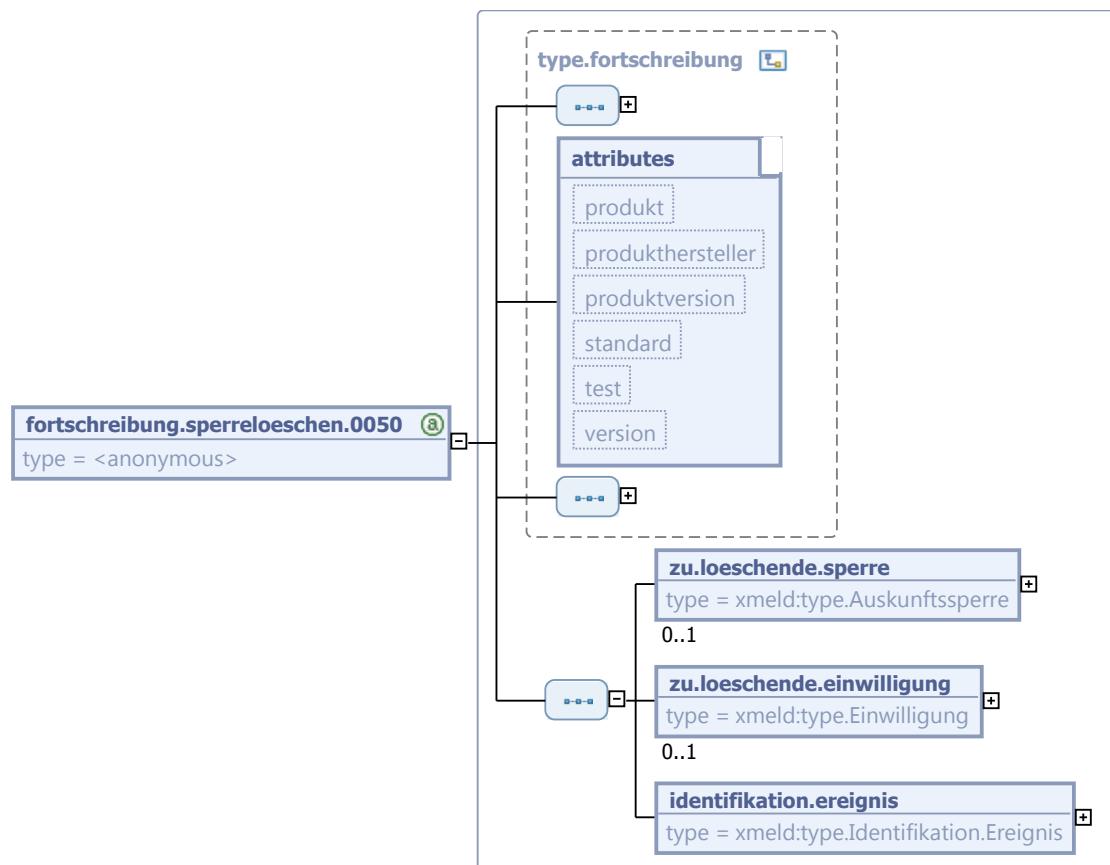 type.fortschreibung
attributes
produkt
produkthersteller
produktversion
standard
test
version
fortschreibung.sperreloeschen.0050
a
type = <anonymous>
zu.loeschende.sperre
type = xmeld:type.Auskunftssperre
0..1
zu.loeschende.einwilligung
type = xmeld:type.Einwilligung
0..1
identifikation.ereignis
type = xmeld:type.Identifikation.Ereignis